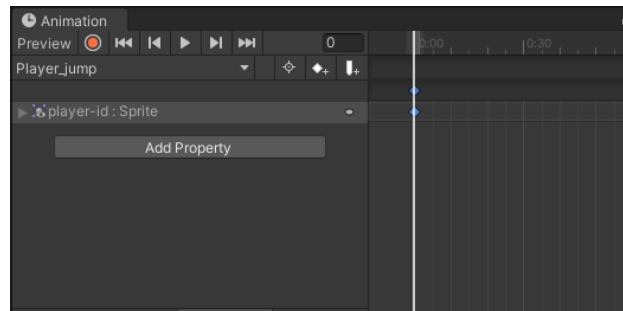 Animation
Preview 0 0:00 0:30
Player_jump
player-id : Sprite
Add Property